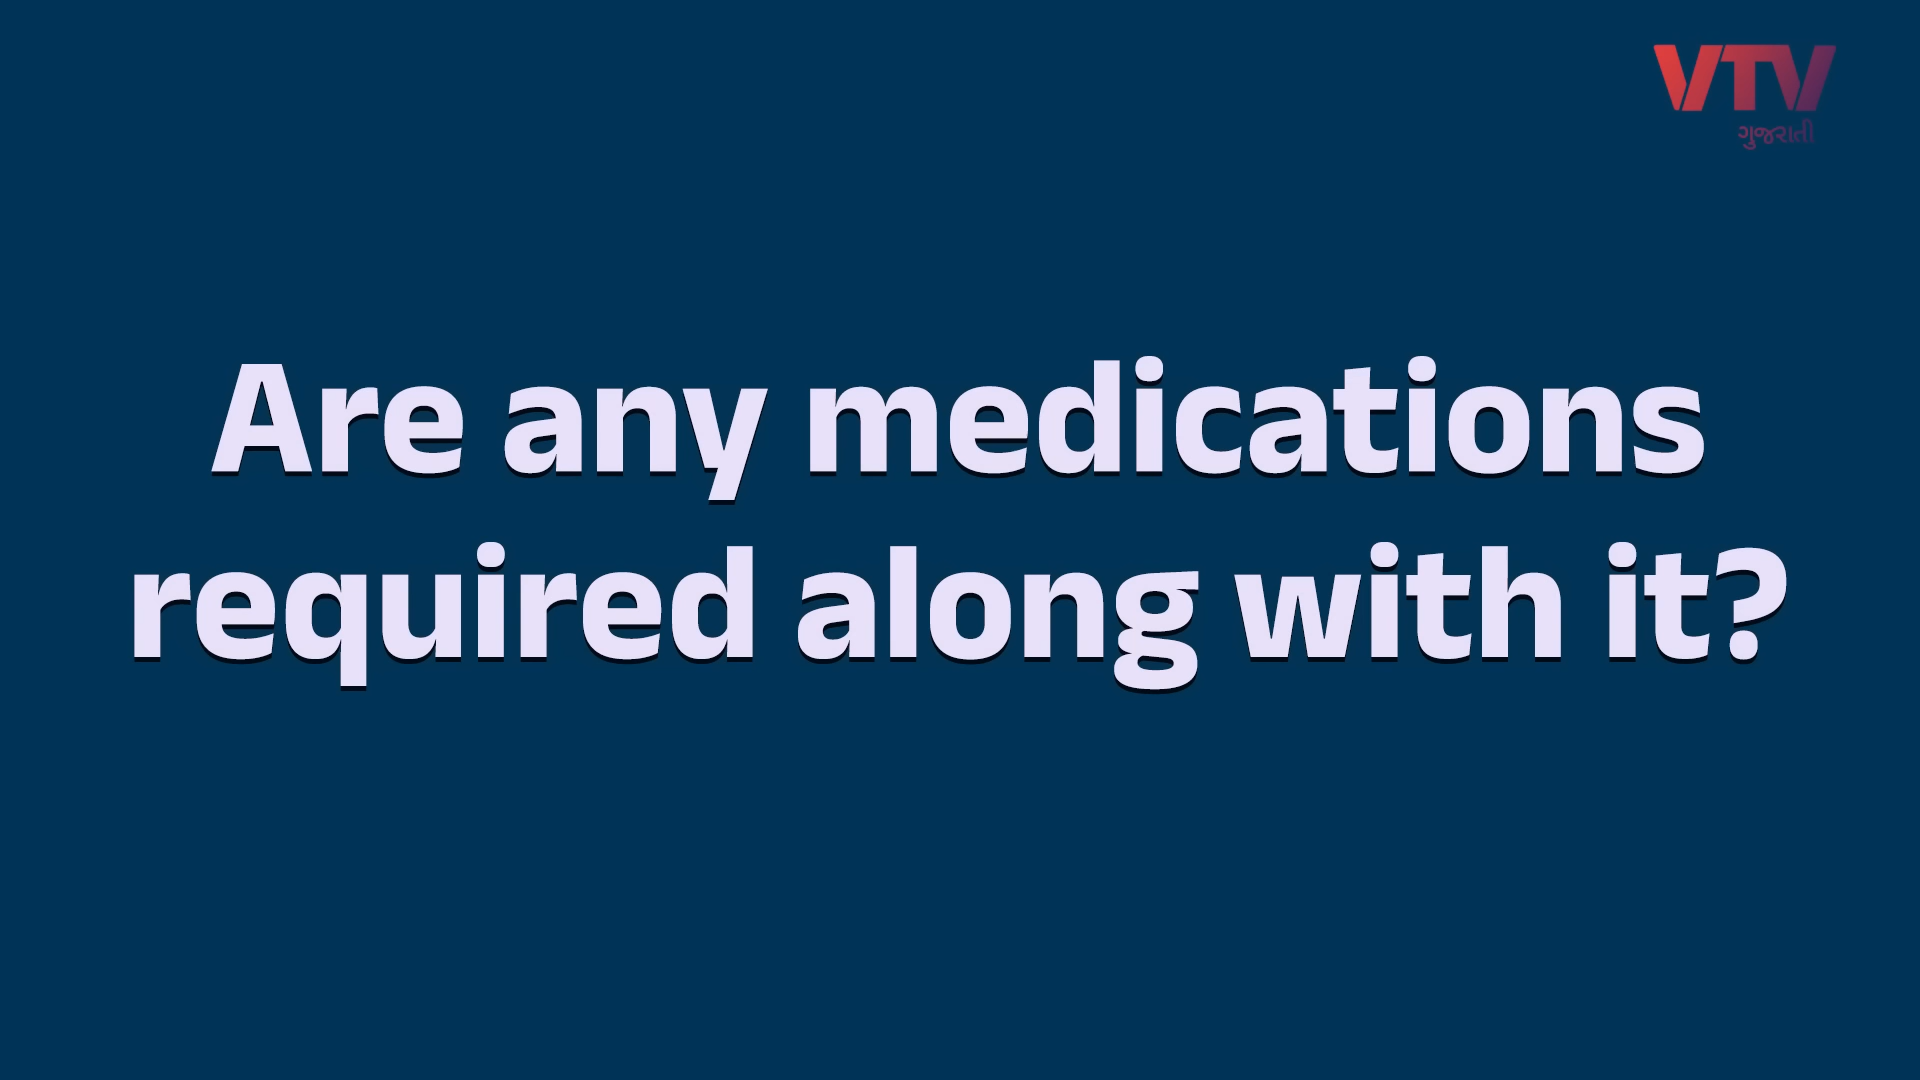 VTV
ગુજરાતી
Are any medications
required along with it?